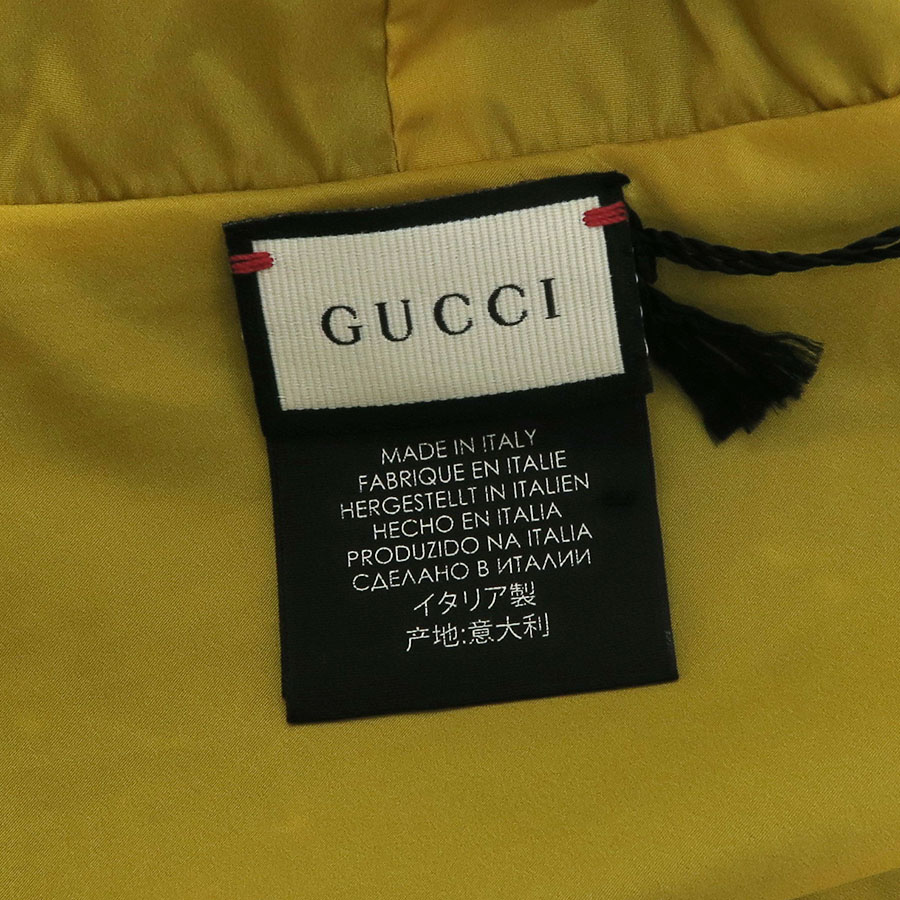 GUCCI
MADE IN ITALY
FABRIQUE EN ITALIE
HERGESTELLT IN ITALIEN
HECHO EN ITALIA
PRODUZIDO NA ITALIA
СДЕЛАНО В ИТАЛИИ
イタリア製
产地:意大利